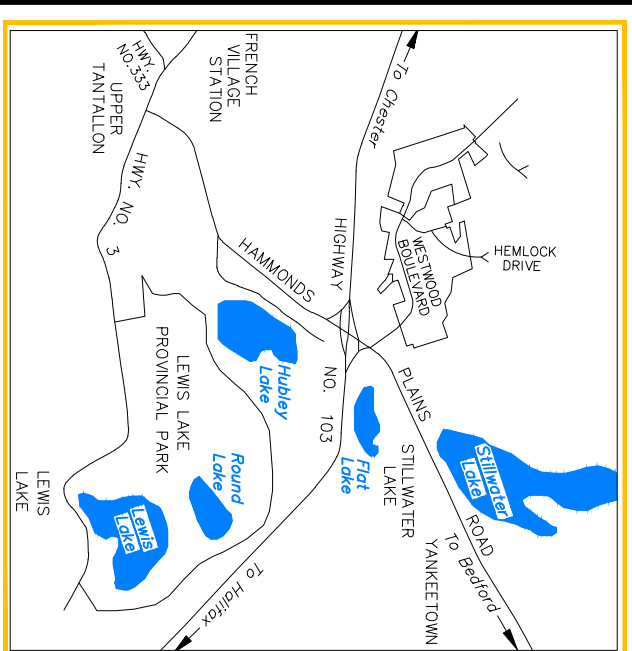 HWY.
NO.333
UPPER
TANTALLON
FRENCH
VILLAGE
STATION
To Chester
HEMLOCK
DRIVE
WESTWOOD
BOULEVARD
HIGHWAY
NO. 103
HWY. NO. 3
HAMMONDS
PLAINS
ROAD
Hubley
Lake
Flat
Lake
STILLWATER
LAKE
Stillwater
Lake
YANKEETOWN
To Bedford
LEWIS LAKE
PROVINCIAL PARK
Round
Lake
Lewis
Lake
LEWIS
LAKE
To Halifax